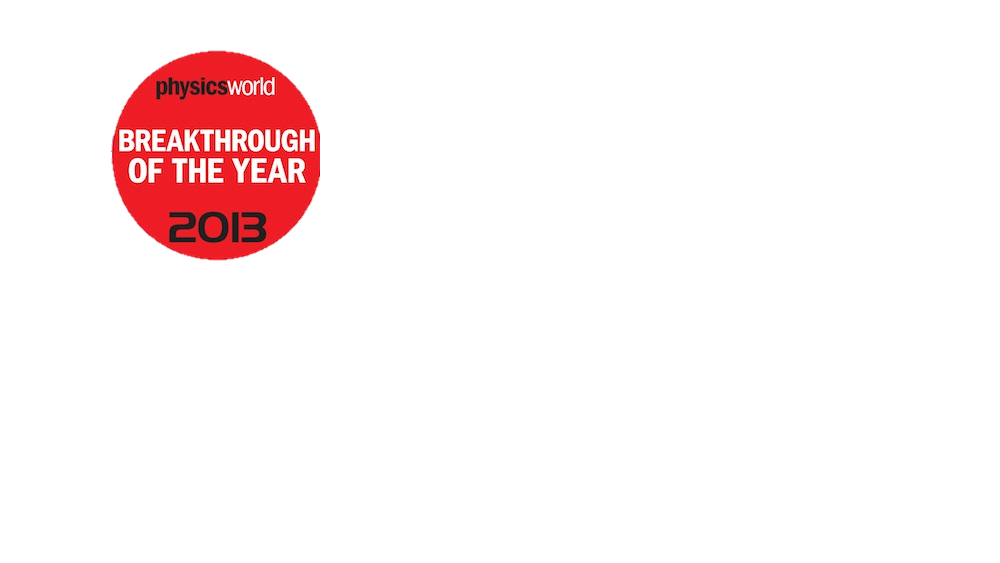 physicsworld
BREAKTHROUGH
OF THE YEAR
2013